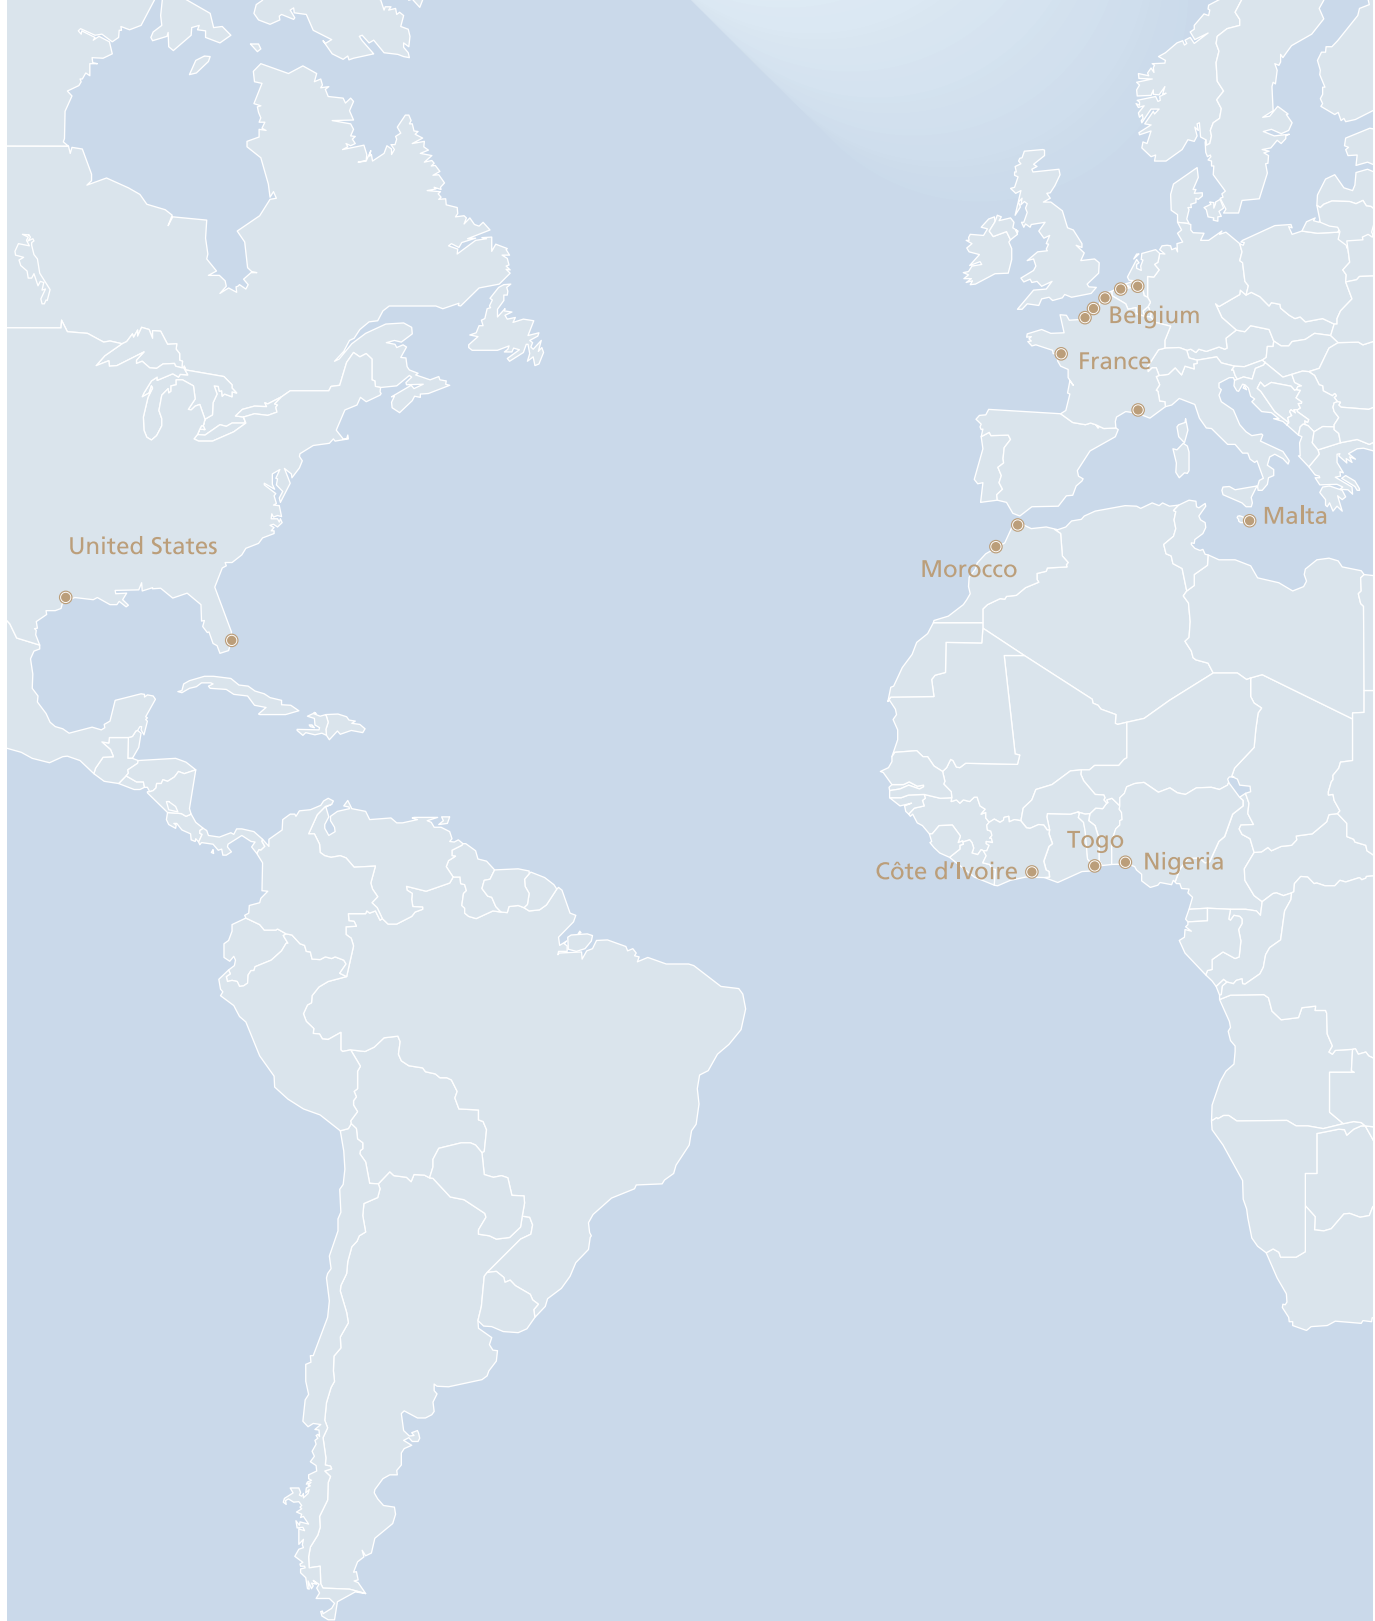 Belgium
France
Malta
United States
Morocco
Togo
Côte d’Ivoire
Nigeria